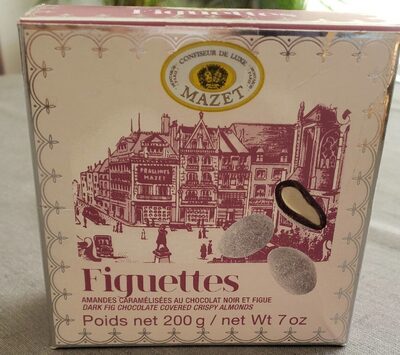 Figuettes
CONFISEUR DE LUXE
MAZET
PRALINES
MAZET
Figuettes
AMANDES CARAMÉLISÉES AU CHOCOLAT NOIR ET FIGUE
DARK FIG CHOCOLATE COVERED CRISPY ALMONDS
Poids net 200 g / net Wt 7 oz